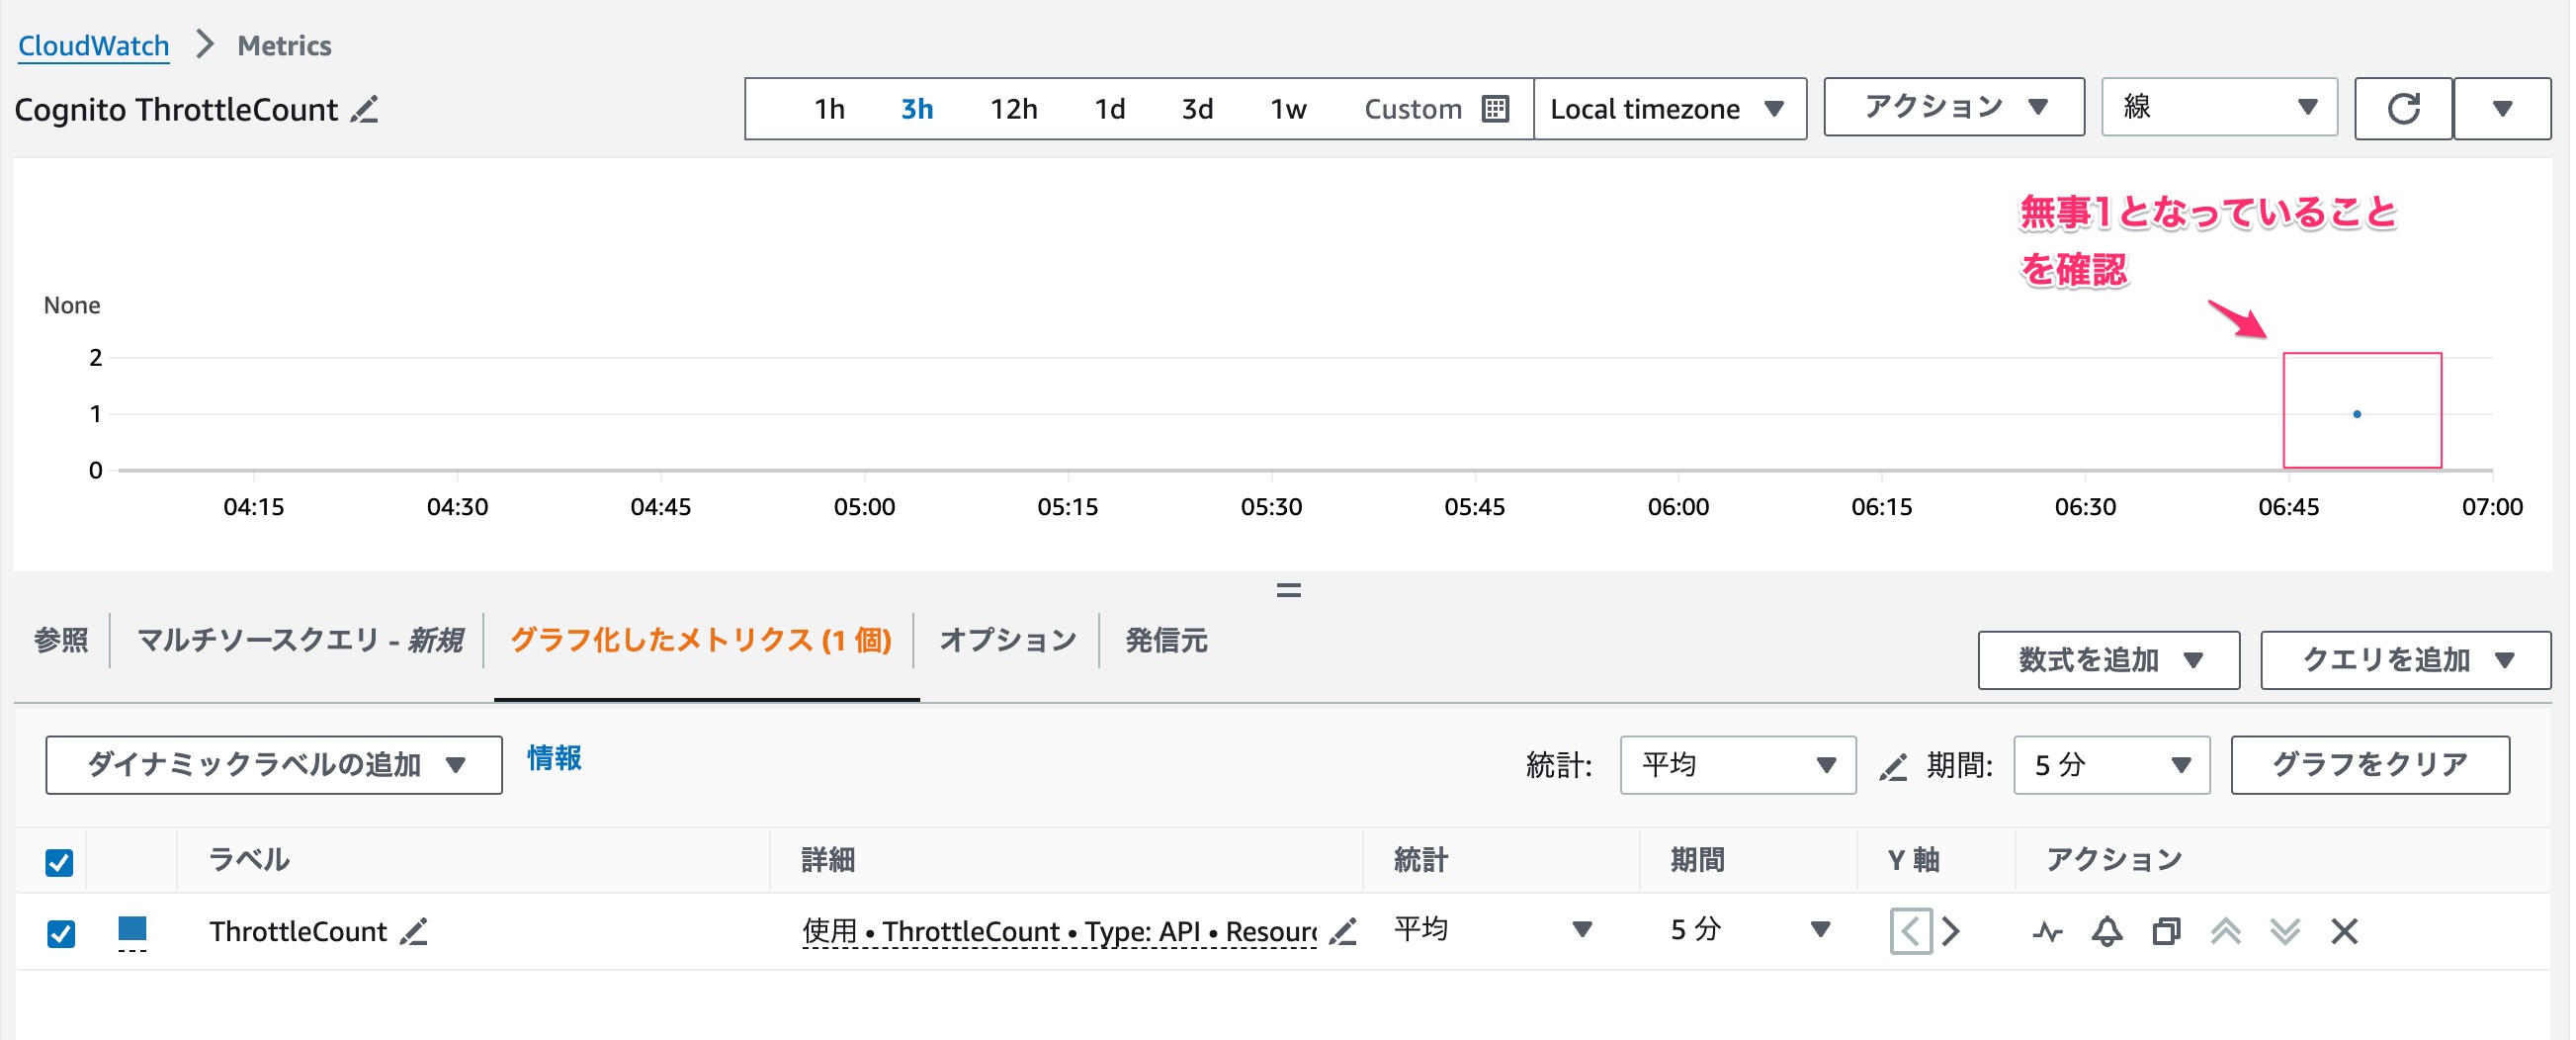 CloudWatch > Metrics
Cognito ThrottleCount
1h 3h 12h 1d 3d 1w Custom Local timezone アクション 線
無事1となっていること
を確認
None
2
1
0
04:15 04:30 04:45 05:00 05:15 05:30 05:45 06:00 06:15 06:30 06:45 07:00
参照 マルチソースクエリ - 新規 グラフ化したメトリクス (1 個) オプション 発信元
数式を追加 クエリを追加
ダイナミックラベルの追加 情報 統計: 平均 期間: 5 分 グラフをクリア
ラベル 詳細 統計 期間 Y 軸 アクション
ThrottleCount 使用 • ThrottleCount • Type: API • Resourc 平均 5 分